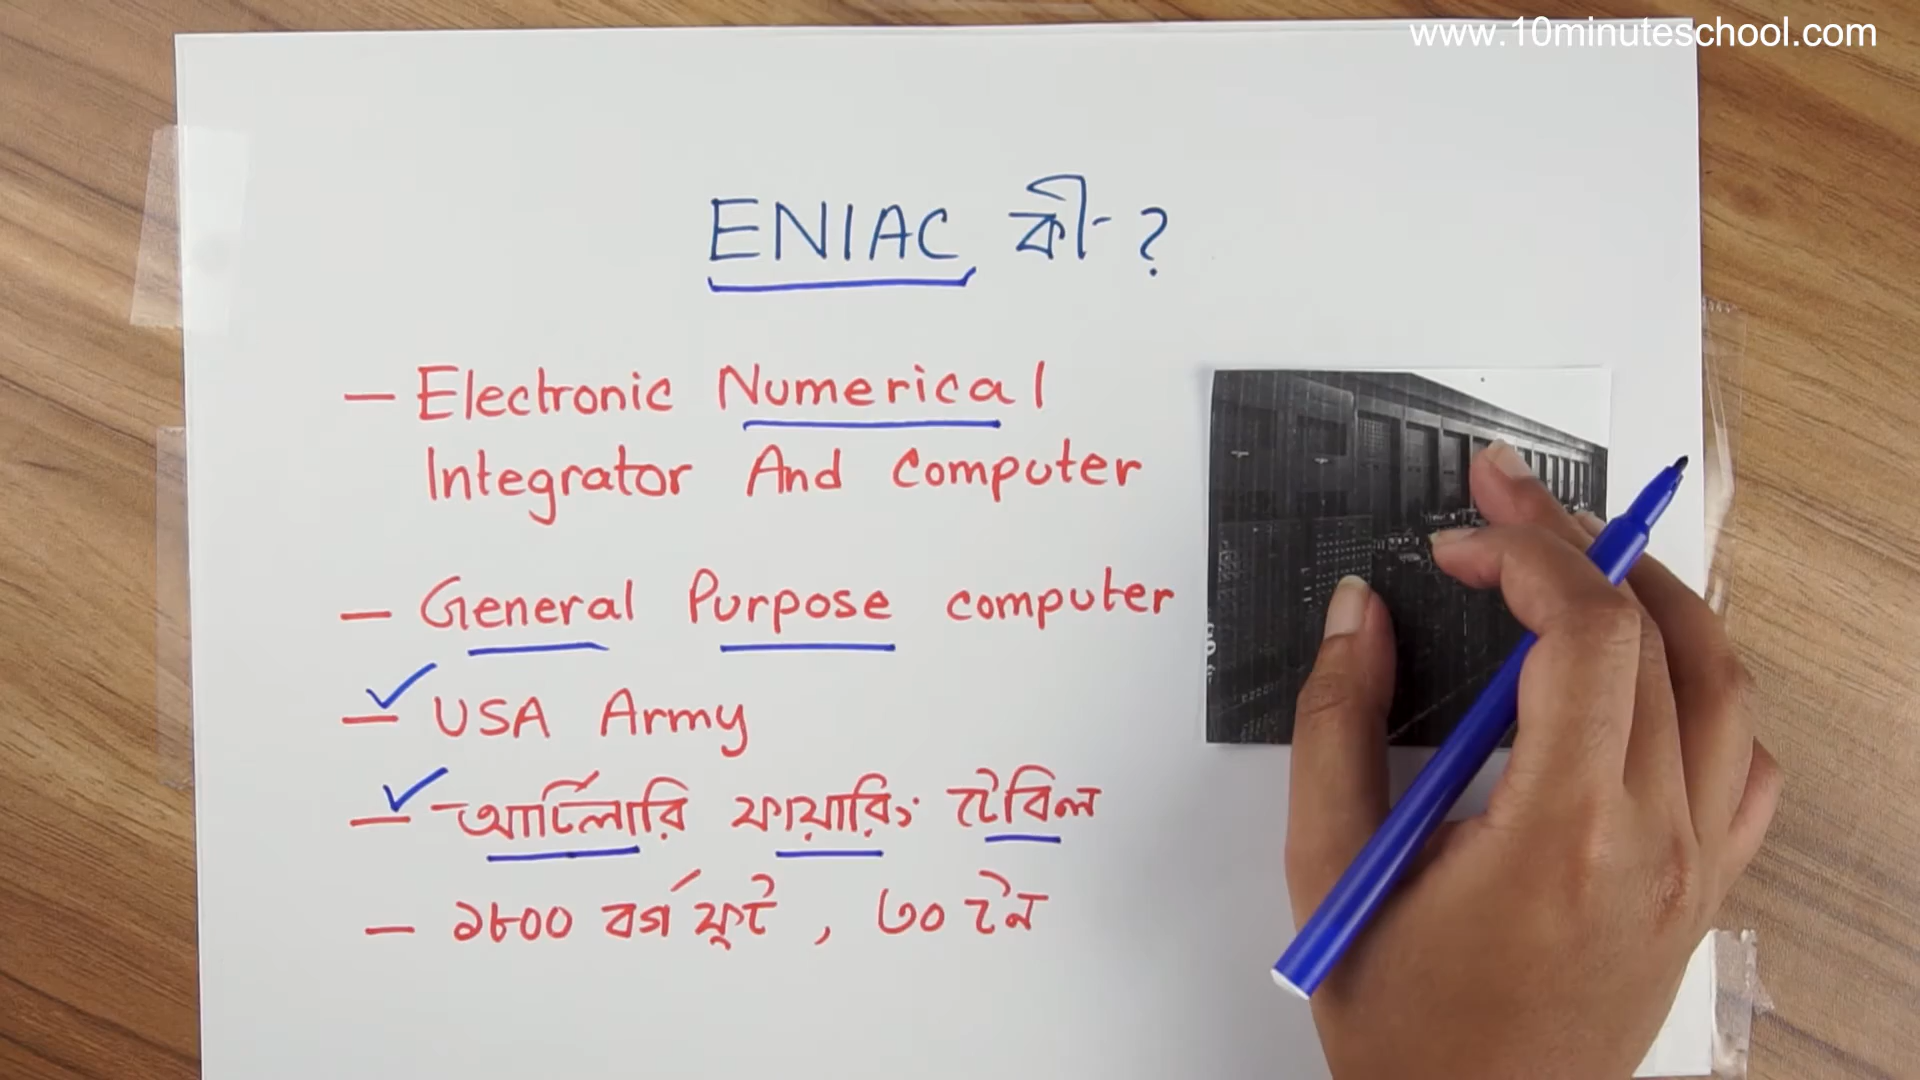 www.10minuteschool.com
ENIAC কী ?
— Electronic Numerical
Integrator And Computer
— General Purpose computer
— USA Army
— আর্টিলারি ফায়ারিং টেবিল
— ১৮০০ বর্গ ফুট , ৩০ টন